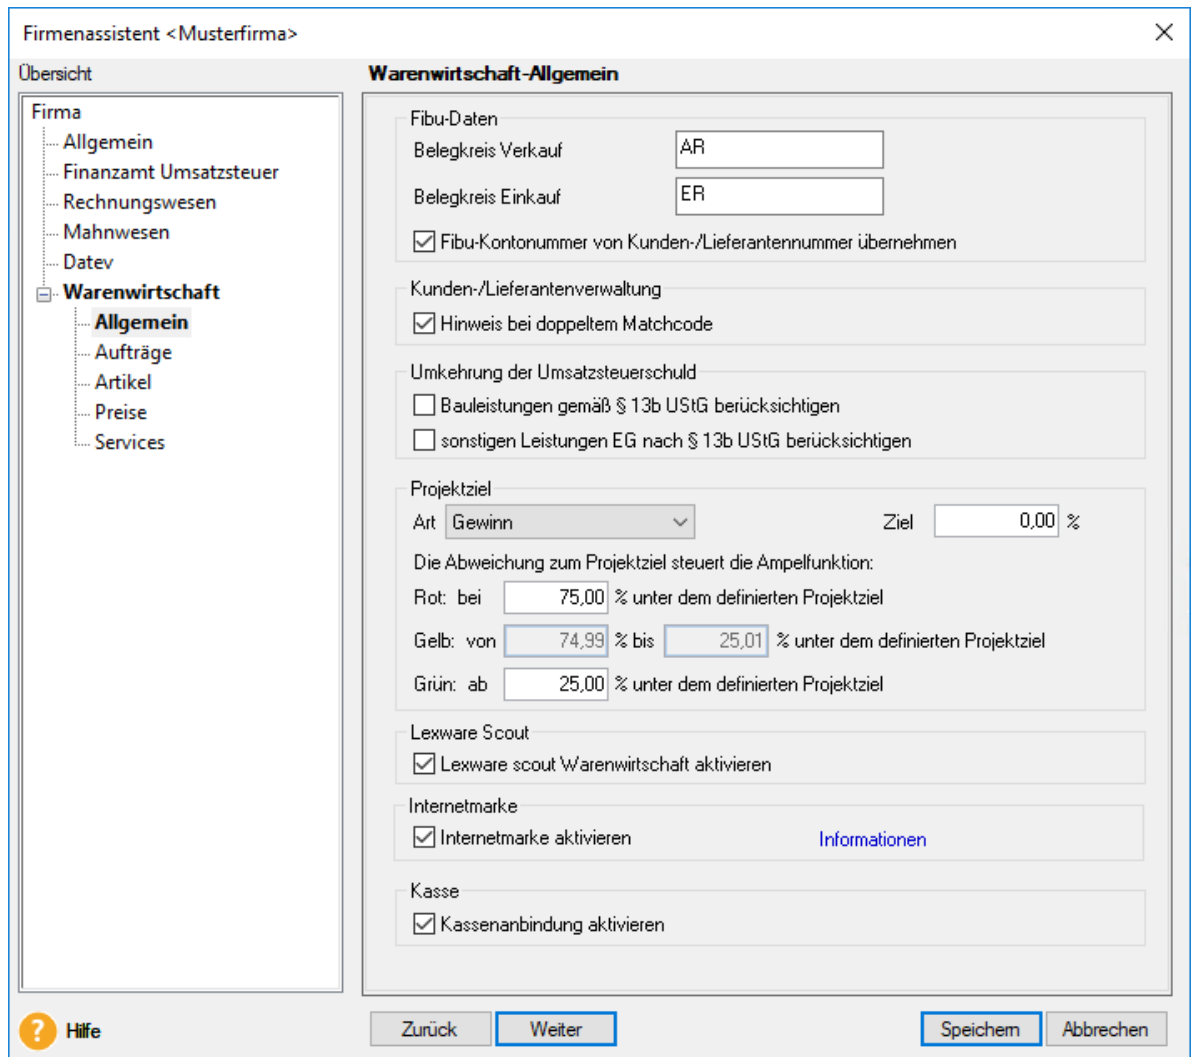 Firmenassistent <Musterfirma>
Übersicht
Firma
Allgemein
Finanzamt Umsatzsteuer
Rechnungswesen
Mahnwesen
Datev
Warenwirtschaft
Allgemein
Aufträge
Artikel
Preise
Services
Warenwirtschaft-Allgemein
Fibu-Daten
Belegkreis Verkauf AR
Belegkreis Einkauf ER
Fibu-Kontonummer von Kunden-/Lieferantennummer übernehmen
Kunden-/Lieferantenverwaltung
Hinweis bei doppeltem Matchcode
Umkehrung der Umsatzsteuerschuld
Bauleistungen gemäß § 13b UStG berücksichtigen
sonstigen Leistungen EG nach § 13b UStG berücksichtigen
Projektziel
Art Gewinn Ziel 0,00 %
Die Abweichung zum Projektziel steuert die Ampelfunktion:
Rot: bei 75,00 % unter dem definierten Projektziel
Gelb: von 74,99 % bis 25,01 % unter dem definierten Projektziel
Grün: ab 25,00 % unter dem definierten Projektziel
Lexware Scout
Lexware scout Warenwirtschaft aktivieren
Internetmarke
Internetmarke aktivieren Informationen
Kasse
Kassenanbindung aktivieren
? Hilfe Zurück Weiter Speichern Abbrechen